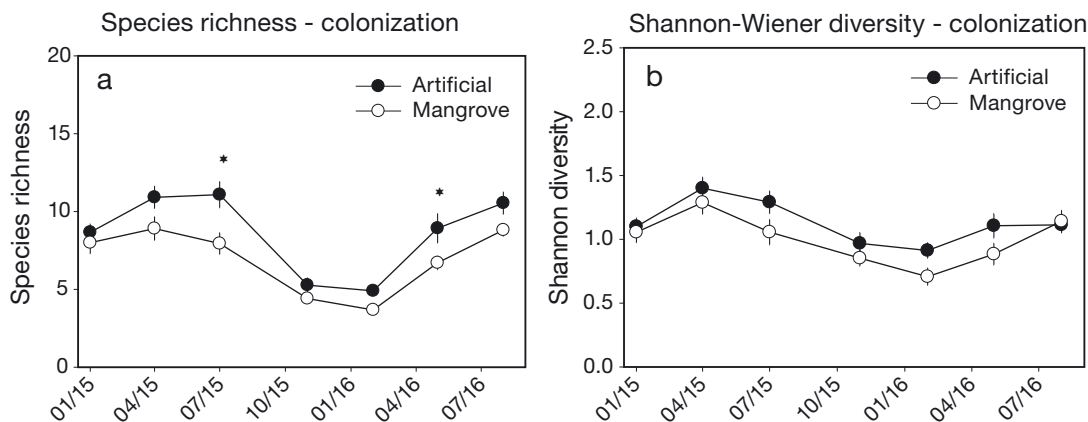 Species richness - colonization
20
15
10
5
0
Species richness
a
Artificial
Mangrove
*
*
01/15
04/15
07/15
10/15
01/16
04/16
07/16
Shannon-Wiener diversity - colonization
2.5
2.0
1.5
1.0
0.5
0.0
Shannon diversity
b
Artificial
Mangrove
01/15
04/15
07/15
10/15
01/16
04/16
07/16